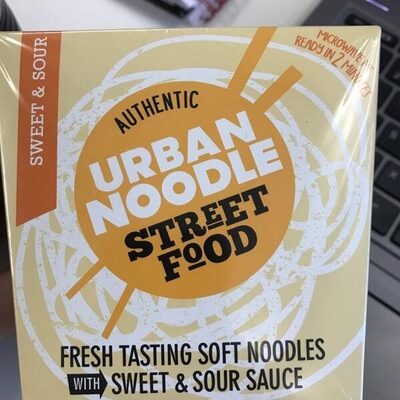 SWEET & SOUR
MICROWAVE
READY IN 2 MINUTES
AUTHENTIC
URBAN
NOODLE
STREET
FOOD
FRESH TASTING SOFT NOODLES
WITH SWEET & SOUR SAUCE